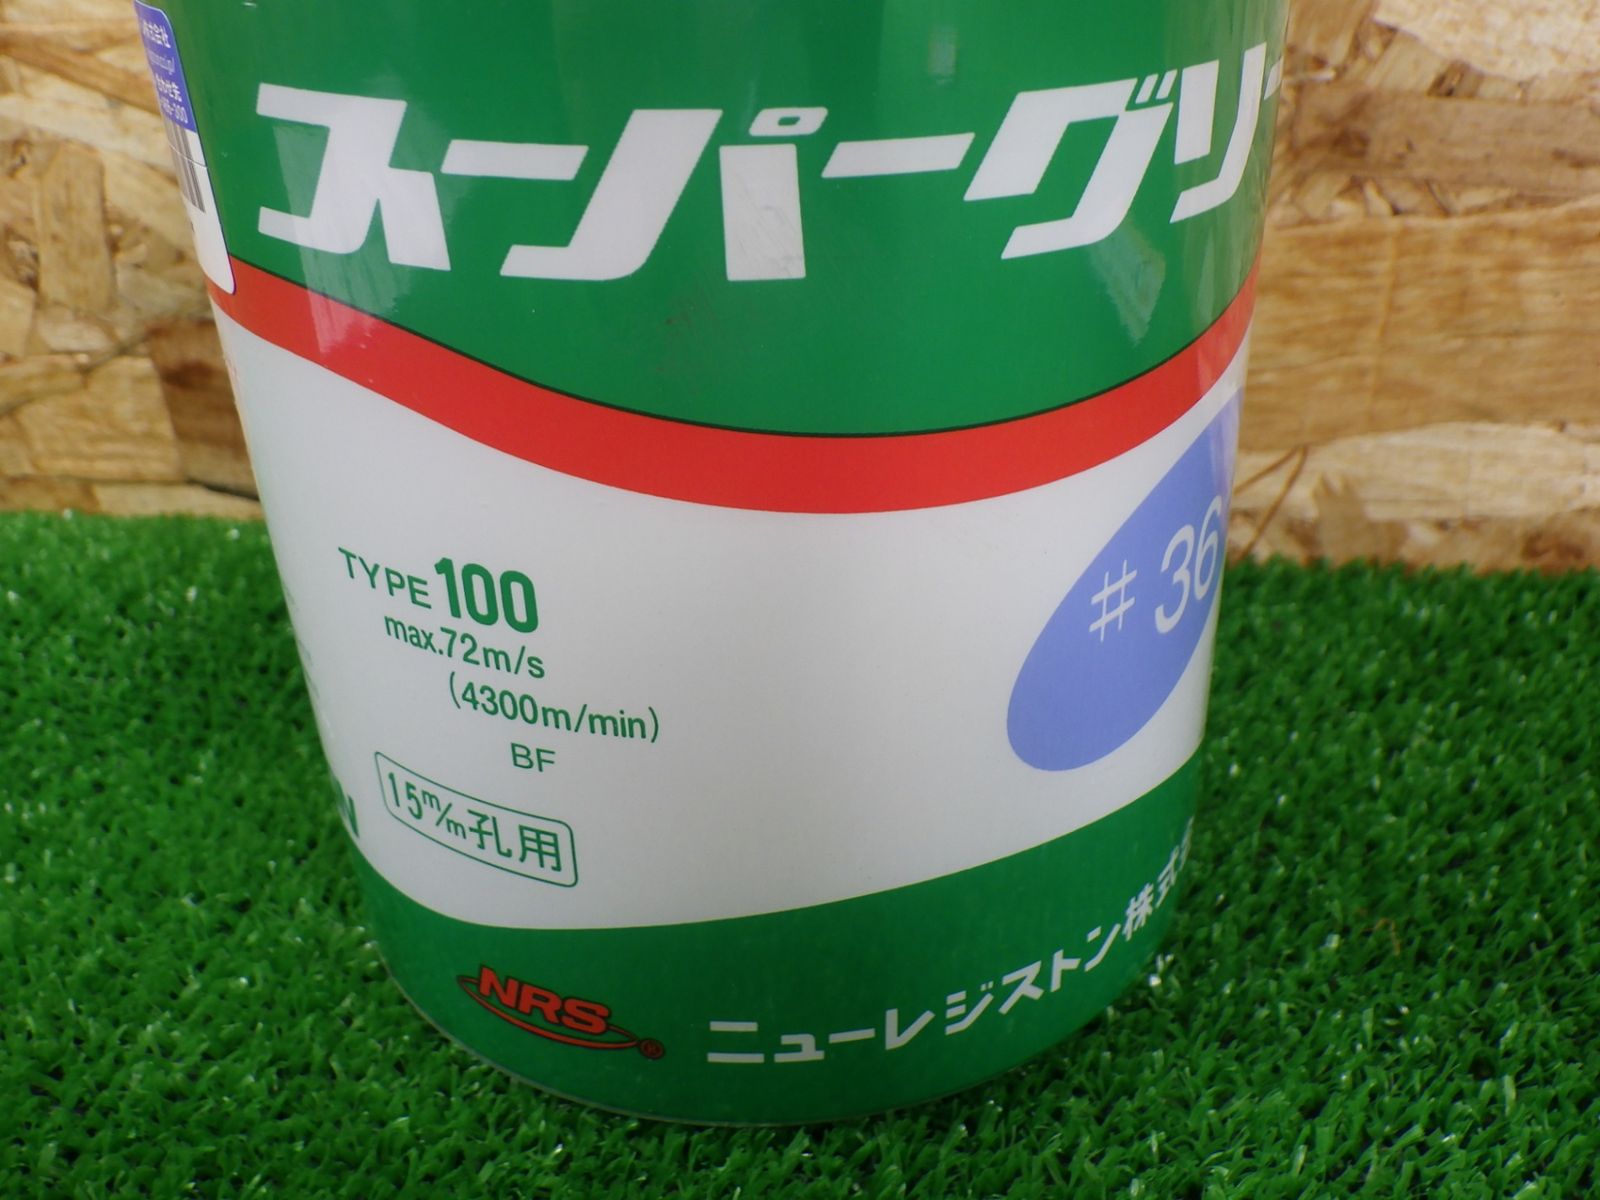 スーパーグリ
# 36
TYPE 100
max.72m/s
(4300m/min)
BF
15m/m孔用
NRS
ニューレジストン株式